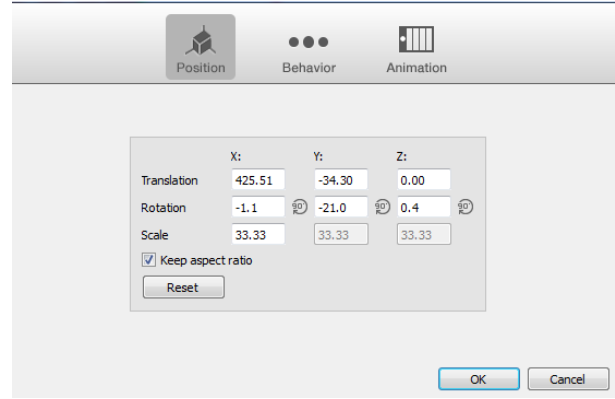 Position Behavior Animation
X: Y: Z:
Translation 425.51 -34.30 0.00
Rotation -1.1 90° -21.0 90° 0.4 90°
Scale 33.33 33.33 33.33
Keep aspect ratio
Reset
OK Cancel